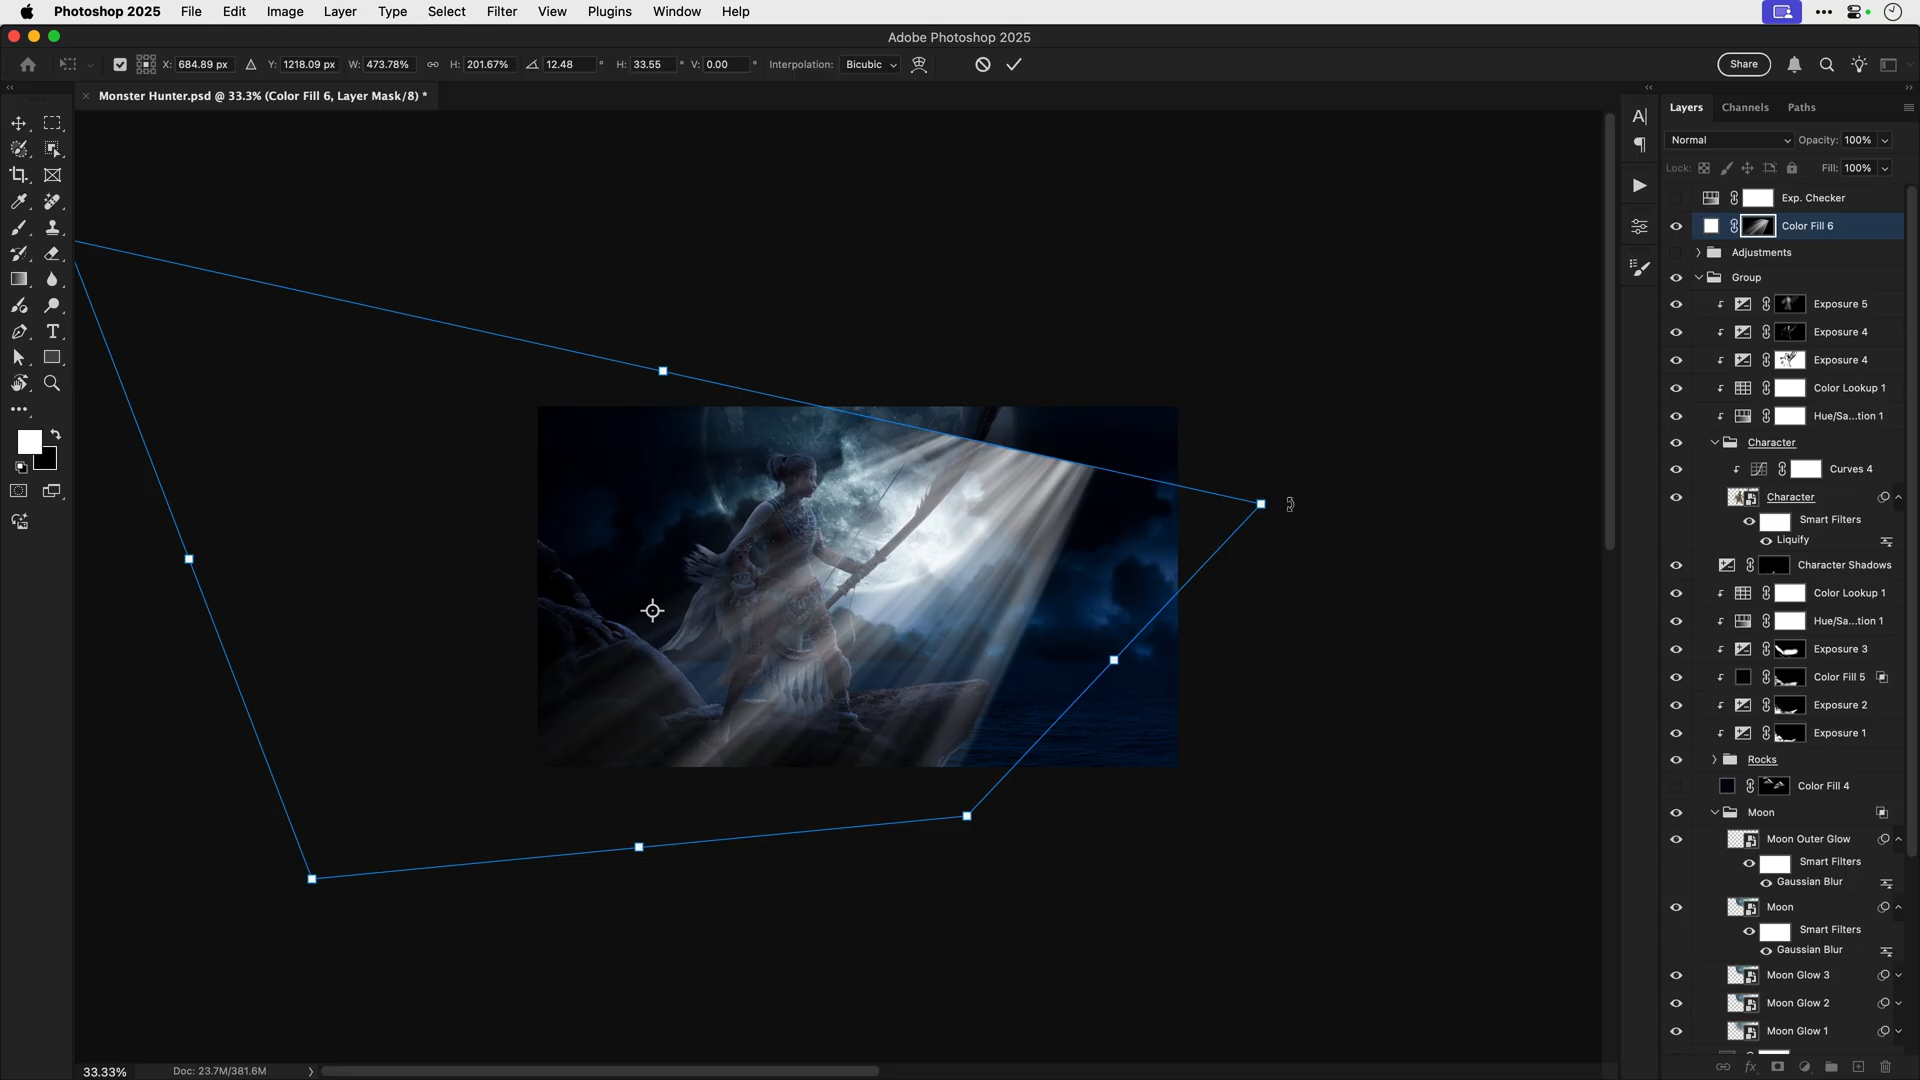 Photoshop 2025 File Edit Image Layer Type Select Filter View Plugins Window Help
Adobe Photoshop 2025
X: 684.89 px Y: 1218.09 px W: 473.78% H: 201.67% 12.48 ° H: 33.55 ° V: 0.00 ° Interpolation: Bicubic Share
Monster Hunter.psd @ 33.3% (Color Fill 6, Layer Mask/8) *
Layers Channels Paths
Normal Opacity: 100%
Lock: Fill: 100%
Exp. Checker
Color Fill 6
Adjustments
Group
Exposure 5
Exposure 4
Exposure 4
Color Lookup 1
Hue/Sa...tion 1
Character
Curves 4
Character
Smart Filters
Liquify
Character Shadows
Color Lookup 1
Hue/Sa...tion 1
Exposure 3
Color Fill 5
Exposure 2
Exposure 1
Rocks
Color Fill 4
Moon
Moon Outer Glow
Smart Filters
Gaussian Blur
Moon
Smart Filters
Gaussian Blur
Moon Glow 3
Moon Glow 2
Moon Glow 1
33.33% Doc: 23.7M/381.6M